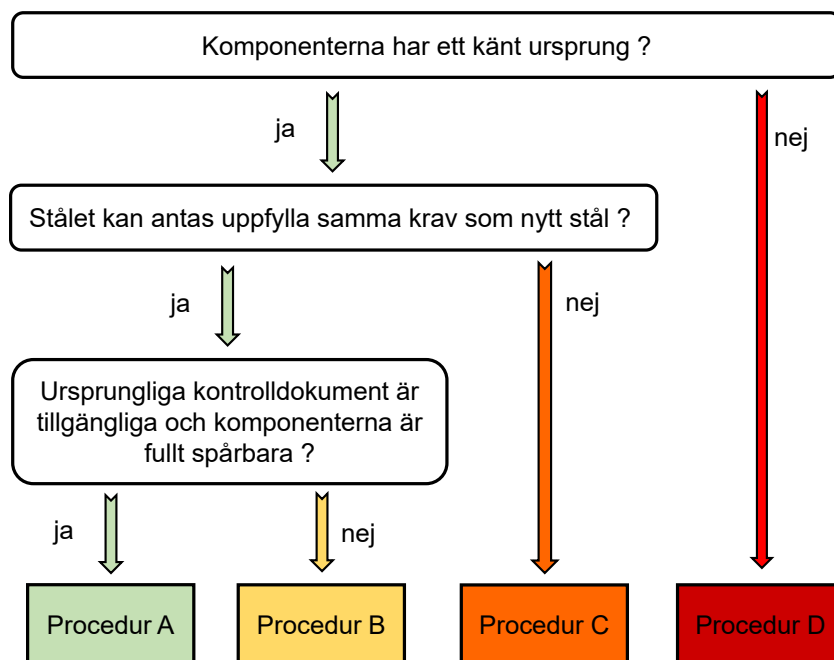 Komponenterna har ett känt ursprung ?
ja
nej
Stålet kan antas uppfylla samma krav som nytt stål ?
ja
nej
Ursprungliga kontrolldokument är
tillgängliga och komponenterna är
fullt spårbara ?
ja
nej
Procedur A
Procedur B
Procedur C
Procedur D